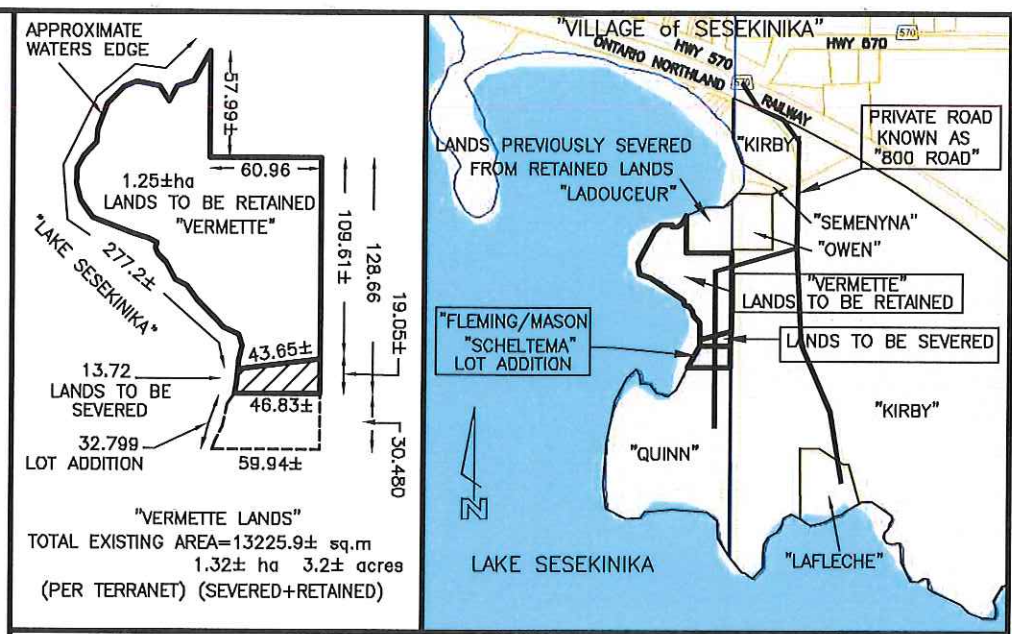 APPROXIMATE
WATERS EDGE
57.99±
60.96
1.25±ha
LANDS TO BE RETAINED
"VERMETTE"
"LAKE SESEKINIKA"
277.2±
109.61±
128.66
19.05±
43.65±
13.72
LANDS TO BE
SEVERED
46.83±
32.799
LOT ADDITION
30.480
59.94±
"VERMETTE LANDS"
TOTAL EXISTING AREA=13225.9± sq.m
1.32± ha 3.2± acres
(PER TERRANET) (SEVERED+RETAINED)
"VILLAGE of SESEKINIKA"
570
HWY 570
HWY 570
ONTARIO NORTHLAND
570
RAILWAY
PRIVATE ROAD
KNOWN AS
"800 ROAD"
"KIRBY"
LANDS PREVIOUSLY SEVERED
FROM RETAINED LANDS
"LADOUCEUR"
"SEMENYNA"
"OWEN"
"VERMETTE"
LANDS TO BE RETAINED
"FLEMING/MASON
"SCHELTEMA"
LOT ADDITION
LANDS TO BE SEVERED
"KIRBY"
"QUINN"
N
LAKE SESEKINIKA
"LAFLECHE"